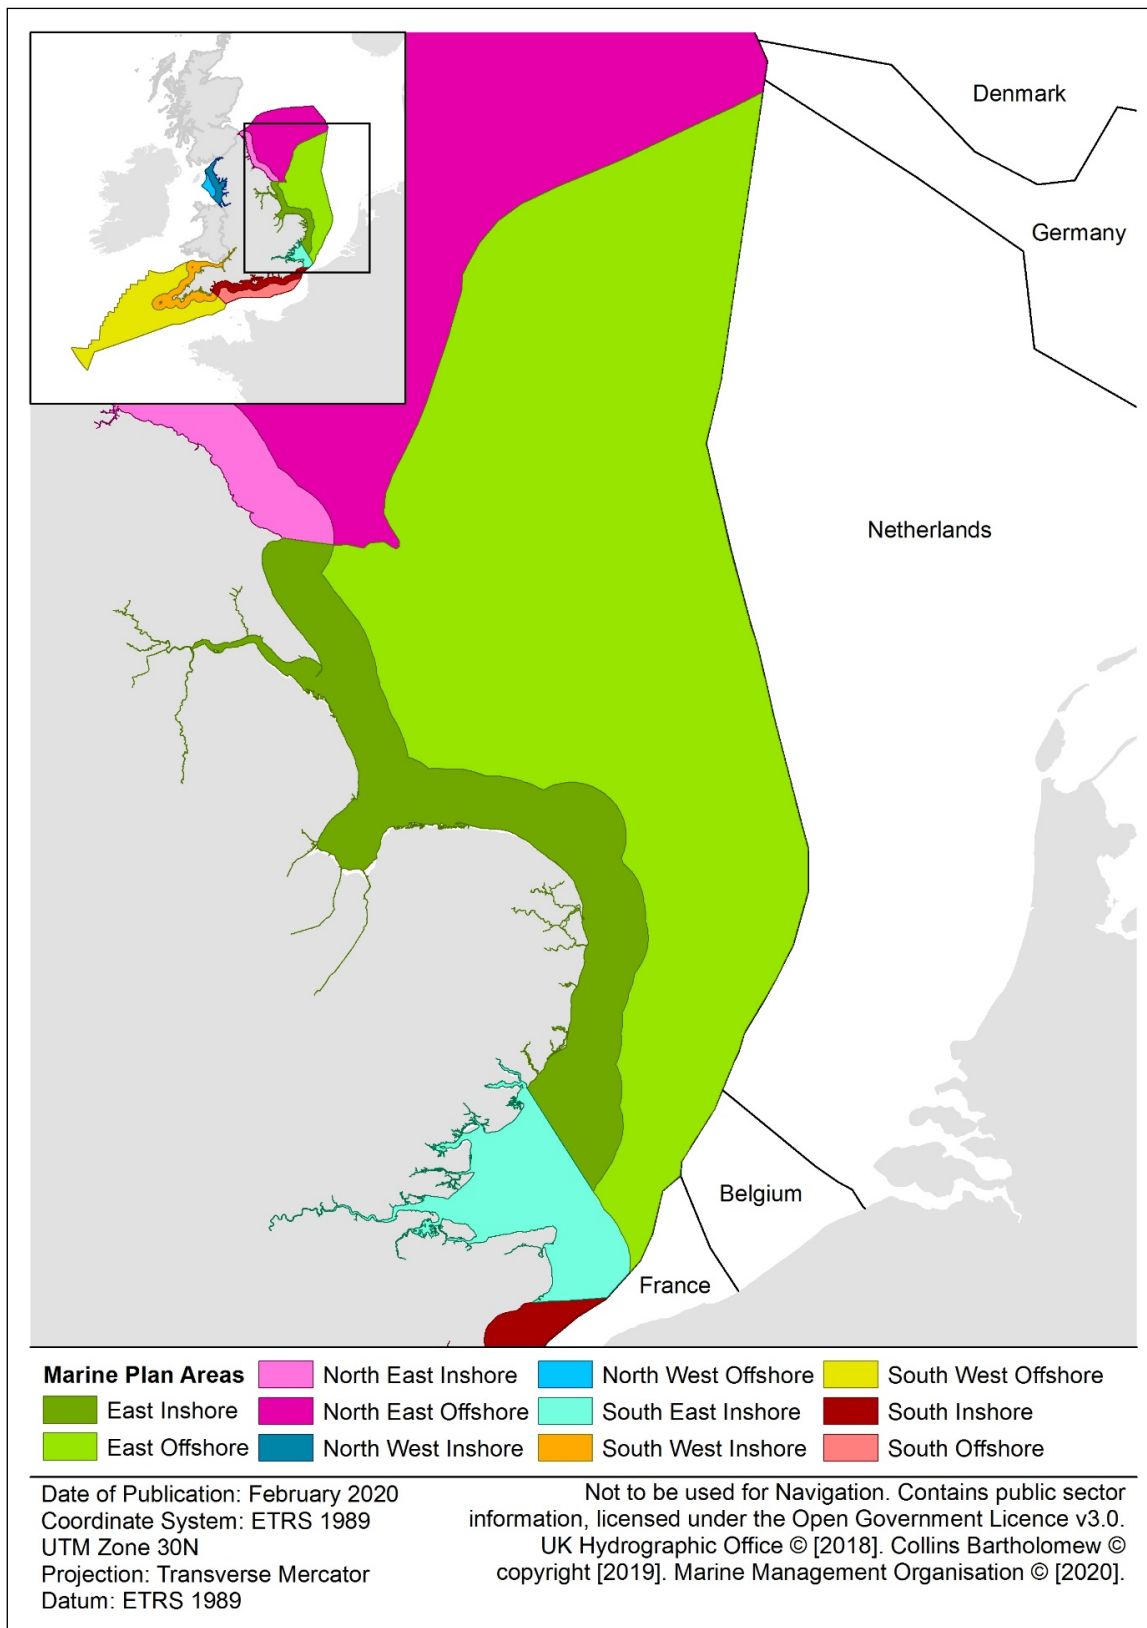 Denmark
Germany
Netherlands
Belgium
France
Marine Plan Areas
East Inshore
East Offshore
North East Inshore
North East Offshore
North West Inshore
North West Offshore
South East Inshore
South West Inshore
South West Offshore
South Inshore
South Offshore
Date of Publication: February 2020
Coordinate System: ETRS 1989
UTM Zone 30N
Projection: Transverse Mercator
Datum: ETRS 1989
Not to be used for Navigation. Contains public sector
information, licensed under the Open Government Licence v3.0.
UK Hydrographic Office © [2018]. Collins Bartholomew ©
copyright [2019]. Marine Management Organisation © [2020].